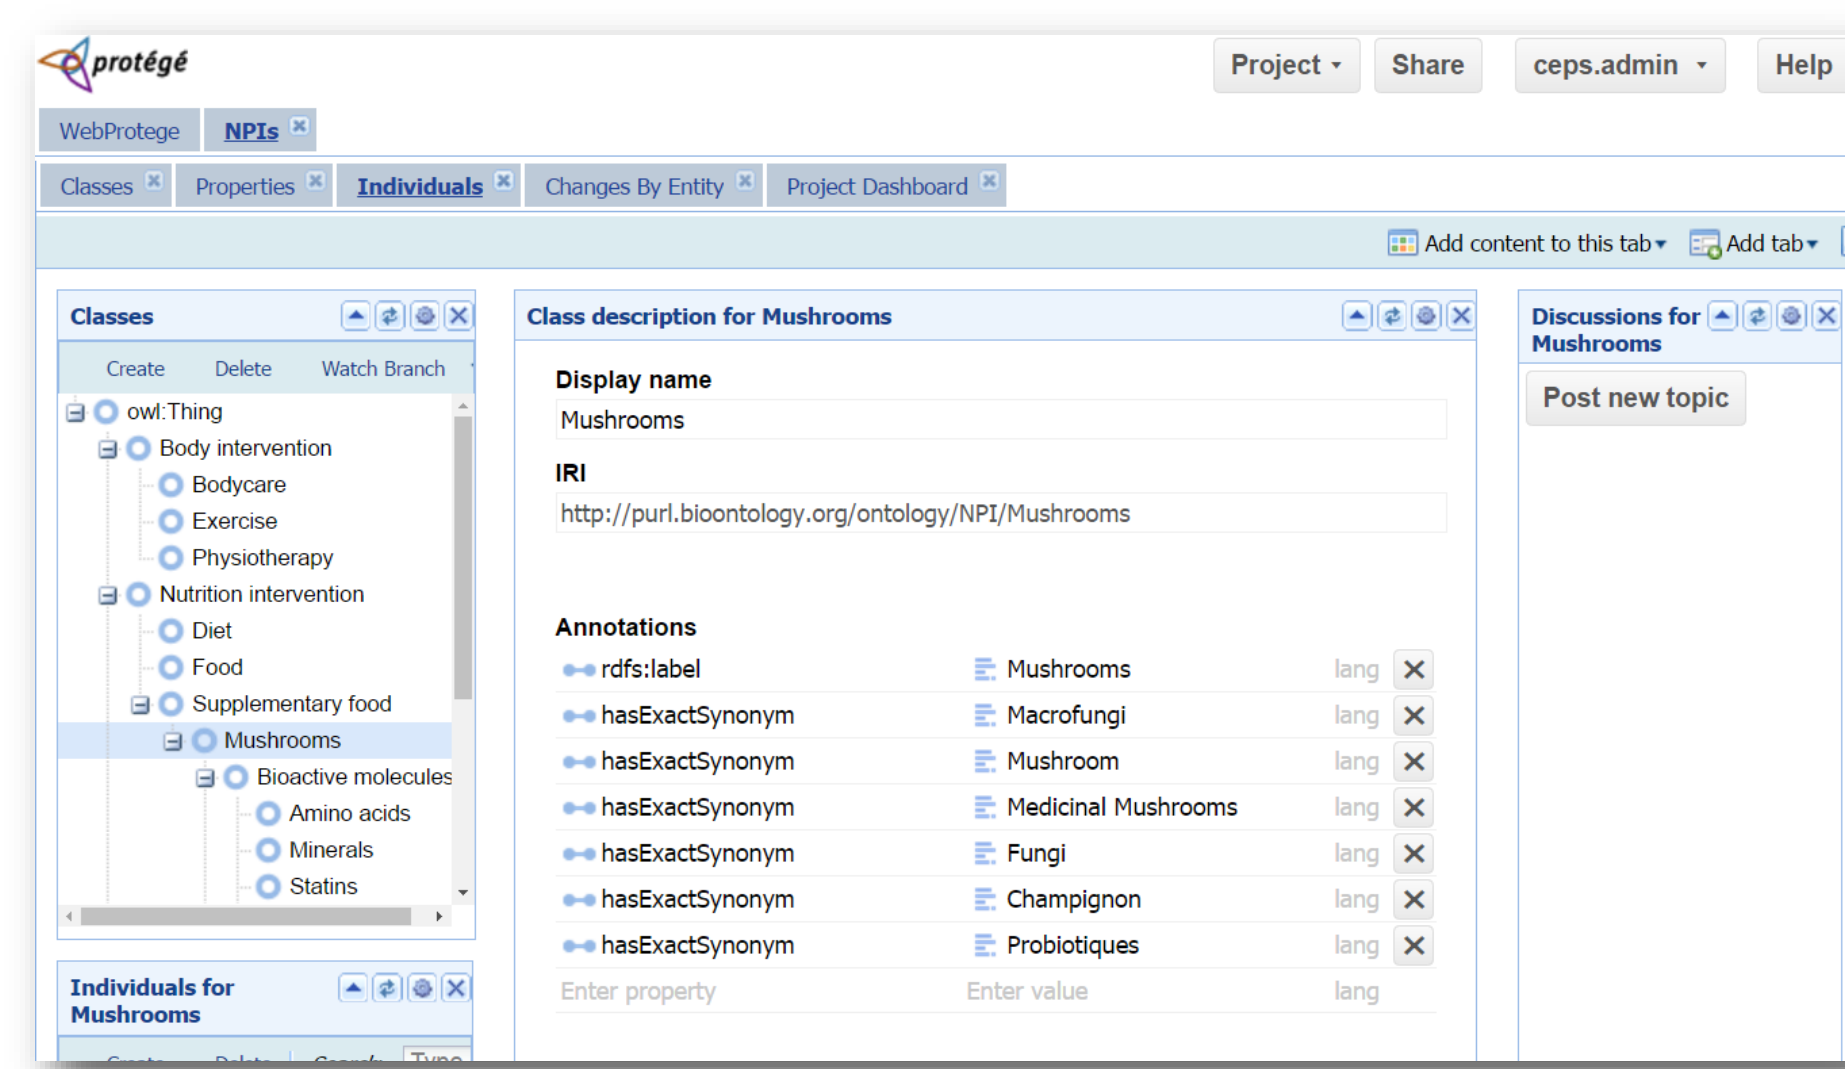 protégé
Project
Share
ceps.admin
Help
WebProtege
NPIs
Classes
Properties
Individuals
Changes By Entity
Project Dashboard
Add content to this tab
Add tab
Classes
Create
Delete
Watch Branch
owl:Thing
Body intervention
Bodycare
Exercise
Physiotherapy
Nutrition intervention
Diet
Food
Supplementary food
Mushrooms
Bioactive molecules
Amino acids
Minerals
Statins
Individuals for
Mushrooms
Create
Delete
Search:
Type
Class description for Mushrooms
Display name
Mushrooms
IRI
http://purl.bioontology.org/ontology/NPI/Mushrooms
Annotations
rdfs:label Mushrooms lang
hasExactSynonym Macrofungi lang
hasExactSynonym Mushroom lang
hasExactSynonym Medicinal Mushrooms lang
hasExactSynonym Fungi lang
hasExactSynonym Champignon lang
hasExactSynonym Probiotiques lang
Enter property Enter value lang
Discussions for
Mushrooms
Post new topic